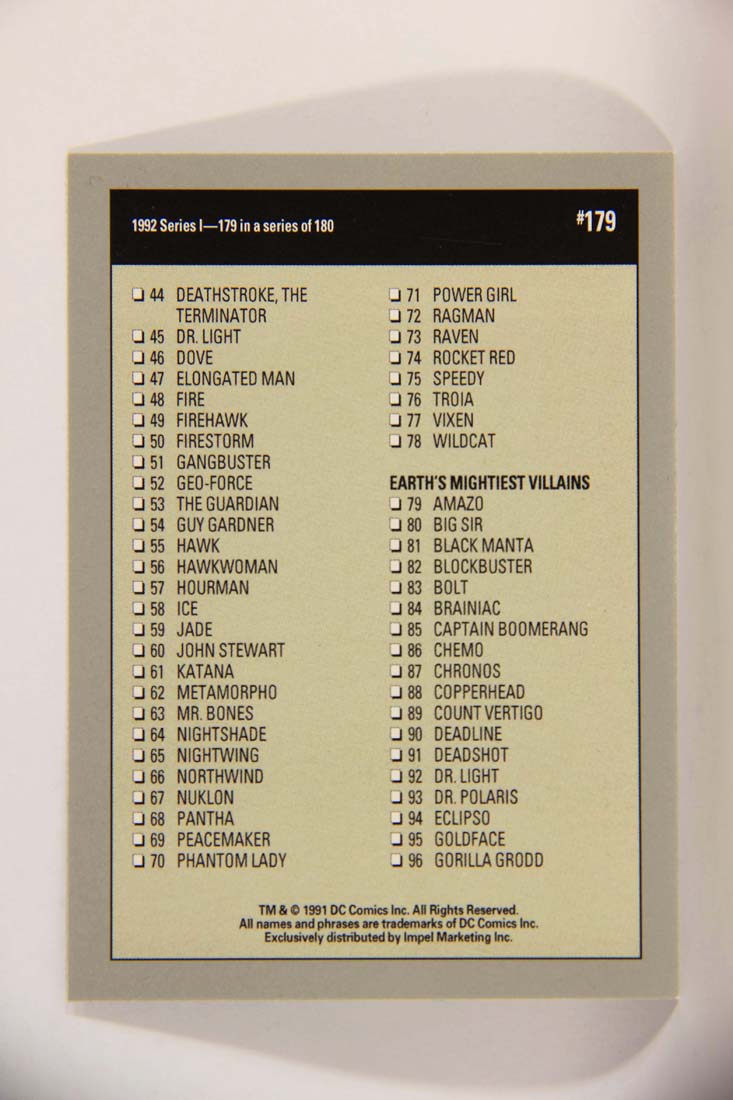 1992 Series I—179 in a series of 180
#179
❏ 44 DEATHSTROKE, THE
TERMINATOR
❏ 45 DR. LIGHT
❏ 46 DOVE
❏ 47 ELONGATED MAN
❏ 48 FIRE
❏ 49 FIREHAWK
❏ 50 FIRESTORM
❏ 51 GANGBUSTER
❏ 52 GEO-FORCE
❏ 53 THE GUARDIAN
❏ 54 GUY GARDNER
❏ 55 HAWK
❏ 56 HAWKWOMAN
❏ 57 HOURMAN
❏ 58 ICE
❏ 59 JADE
❏ 60 JOHN STEWART
❏ 61 KATANA
❏ 62 METAMORPHO
❏ 63 MR. BONES
❏ 64 NIGHTSHADE
❏ 65 NIGHTWING
❏ 66 NORTHWIND
❏ 67 NUKLON
❏ 68 PANTHA
❏ 69 PEACEMAKER
❏ 70 PHANTOM LADY
❏ 71 POWER GIRL
❏ 72 RAGMAN
❏ 73 RAVEN
❏ 74 ROCKET RED
❏ 75 SPEEDY
❏ 76 TROIA
❏ 77 VIXEN
❏ 78 WILDCAT
EARTH'S MIGHTIEST VILLAINS
❏ 79 AMAZO
❏ 80 BIG SIR
❏ 81 BLACK MANTA
❏ 82 BLOCKBUSTER
❏ 83 BOLT
❏ 84 BRAINIAC
❏ 85 CAPTAIN BOOMERANG
❏ 86 CHEMO
❏ 87 CHRONOS
❏ 88 COPPERHEAD
❏ 89 COUNT VERTIGO
❏ 90 DEADLINE
❏ 91 DEADSHOT
❏ 92 DR. LIGHT
❏ 93 DR. POLARIS
❏ 94 ECLIPSO
❏ 95 GOLDFACE
❏ 96 GORILLA GRODD
TM & © 1991 DC Comics Inc. All Rights Reserved.
All names and phrases are trademarks of DC Comics Inc.
Exclusively distributed by Impel Marketing Inc.